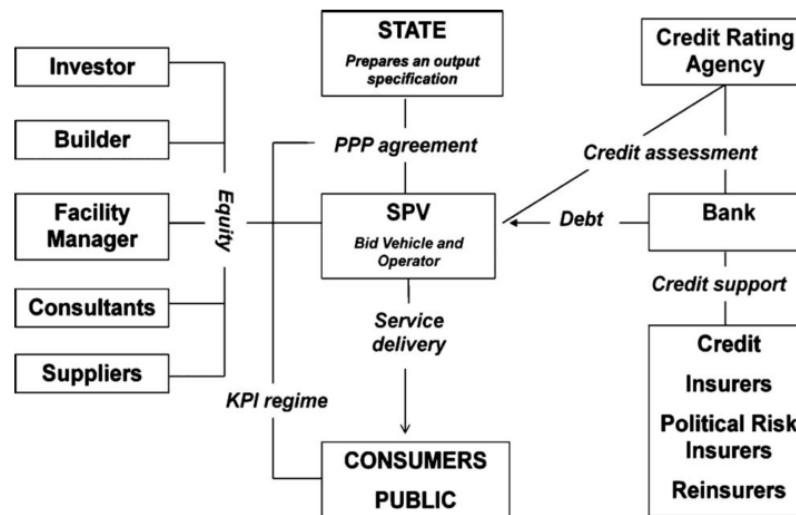 Investor
Builder
Facility
Manager
Consultants
Suppliers
Equity
STATE
Prepares an output
specification
PPP agreement
SPV
Bid Vehicle and
Operator
Service
delivery
KPI regime
CONSUMERS
PUBLIC
Credit Rating
Agency
Credit assessment
Debt
Bank
Credit support
Credit
Insurers
Political Risk
Insurers
Reinsurers